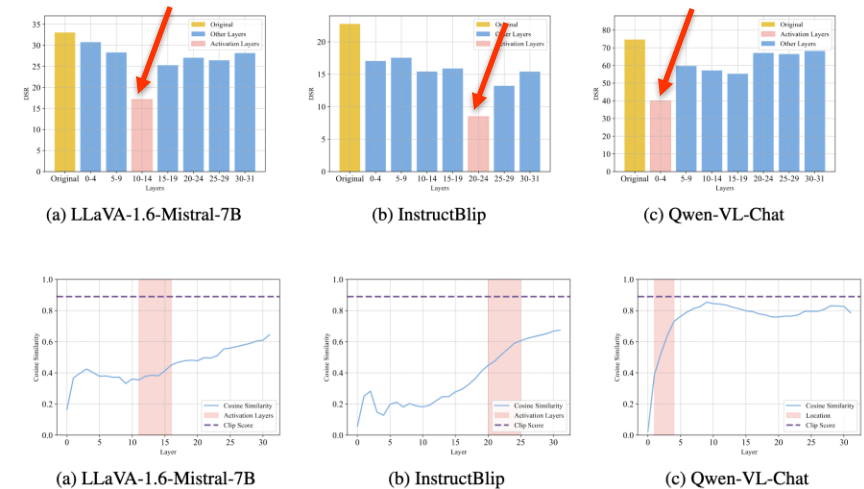 35
30
25
20
15
10
5
0
DSR
Original
Other Layers
Activation Layers
Original 0-4 5-9 10-14 15-19 20-24 25-29 30-31
Layers
(a) LLaVA-1.6-Mistral-7B
20
15
10
5
0
DSR
Original
Other Layers
Activation Layers
Original 0-4 5-9 10-14 15-19 20-24 25-29 30-31
Layers
(b) InstructBlip
80
70
60
50
40
30
20
10
0
DSR
Original
Activation Layers
Other Layers
Original 0-4 5-9 10-14 15-19 20-24 25-29 30-31
Layers
(c) Qwen-VL-Chat
1.0
0.8
0.6
0.4
0.2
0.0
Cosine Similarity
Cosine Similarity
Activation Layers
Clip Score
0 5 10 15 20 25 30
Layer
(a) LLaVA-1.6-Mistral-7B
1.0
0.8
0.6
0.4
0.2
0.0
Cosine Similarity
Cosine Similarity
Activation Layers
Clip Score
0 5 10 15 20 25 30
Layer
(b) InstructBlip
1.0
0.8
0.6
0.4
0.2
0.0
Cosine Similarity
Cosine Similarity
Location
Clip Score
0 5 10 15 20 25 30
Layer
(c) Qwen-VL-Chat